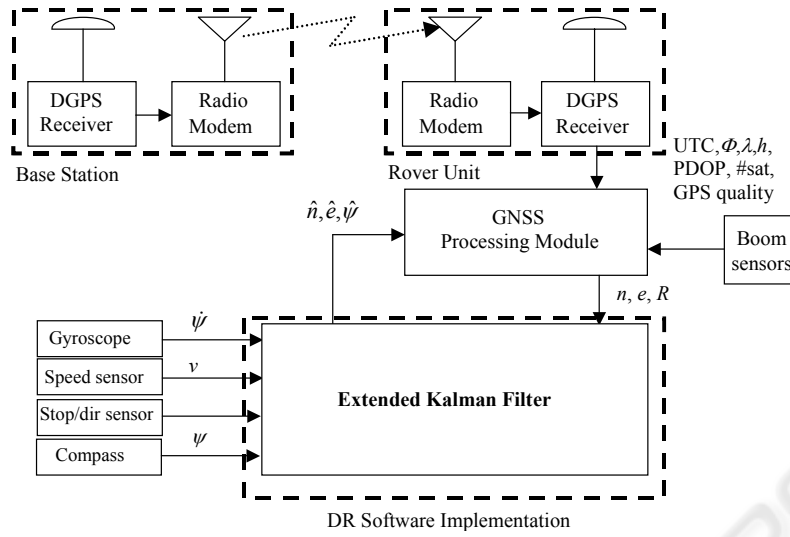 DGPS
Receiver
Radio
Modem
Base Station
Radio
Modem
DGPS
Receiver
Rover Unit
UTC,Φ,λ,h,
PDOP, #sat,
GPS quality
n̂,ê,ψ̂
GNSS
Processing Module
Boom
sensors
n, e, R
Gyroscope
ψ̇
Speed sensor
v
Stop/dir sensor
Compass
ψ
Extended Kalman Filter
DR Software Implementation